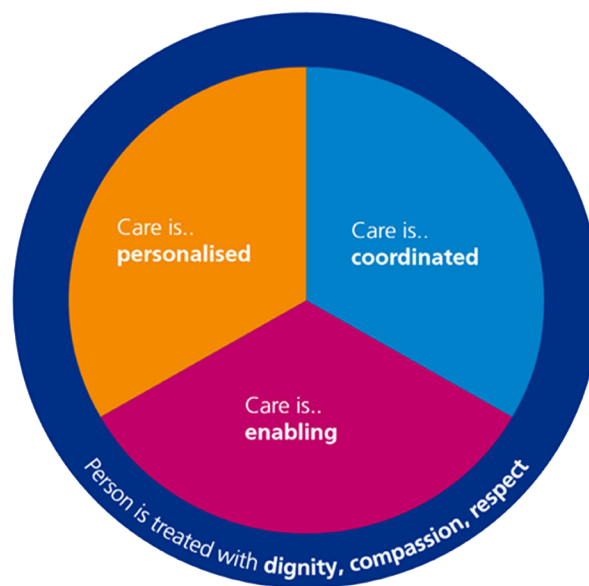 Care is..
personalised
Care is..
coordinated
Care is..
enabling
Person is treated with dignity, compassion, respect